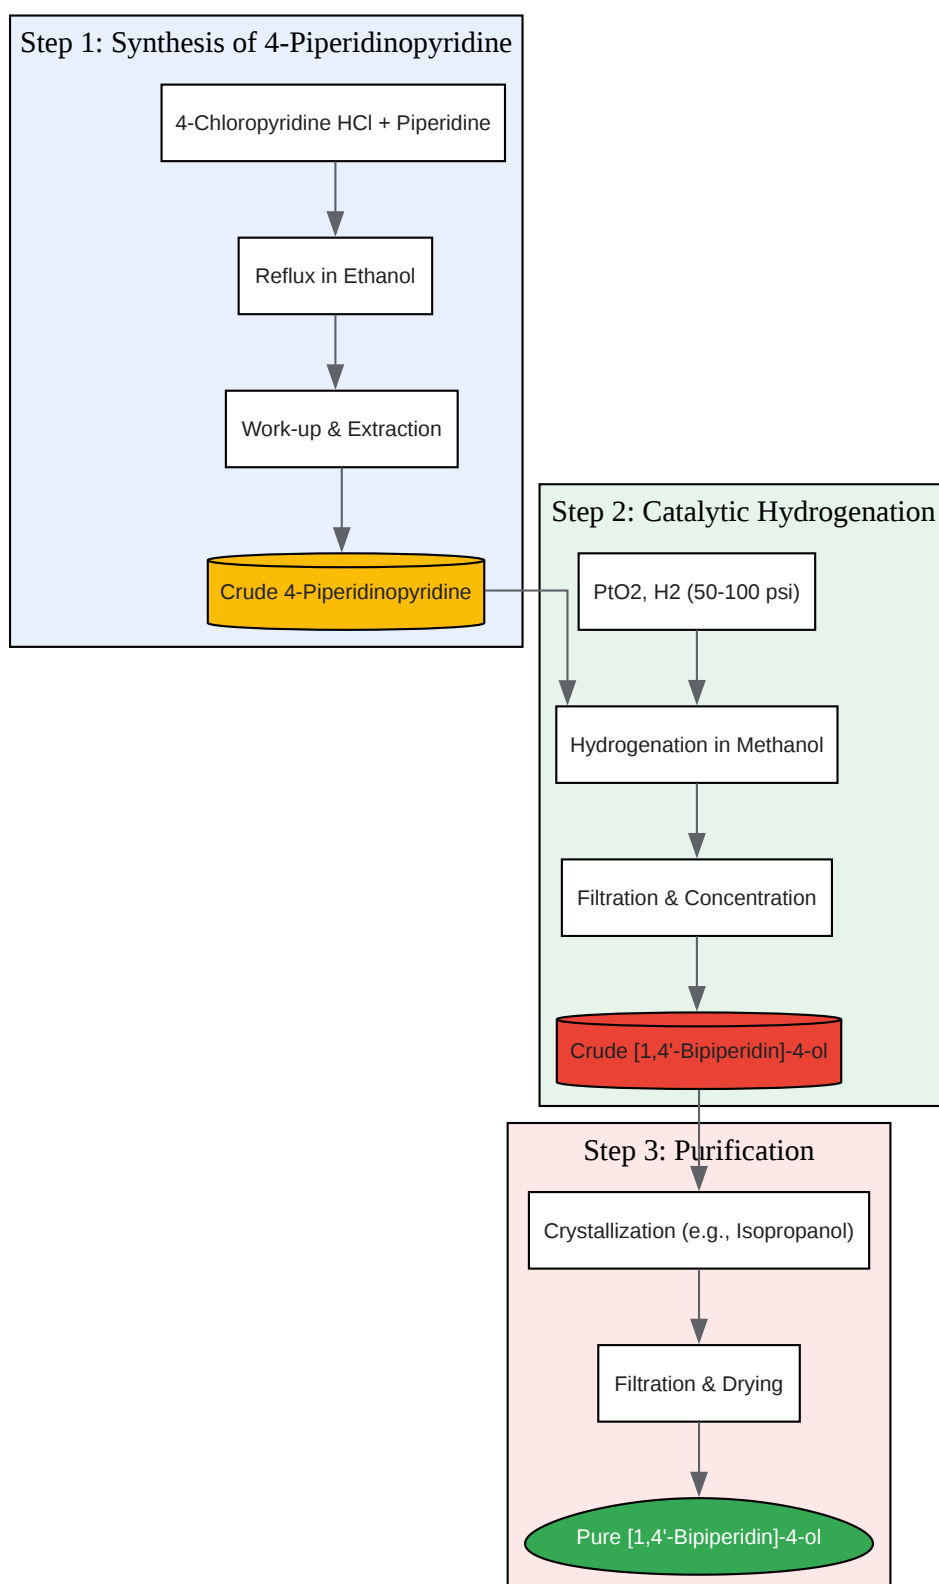 Step 1: Synthesis of 4-Piperidinopyridine
4-Chloropyridine HCl + Piperidine
Reflux in Ethanol
Work-up & Extraction
Crude 4-Piperidinopyridine
Step 2: Catalytic Hydrogenation
PtO2, H2 (50-100 psi)
Hydrogenation in Methanol
Filtration & Concentration
Crude [1,4'-Bipiperidin]-4-ol
Step 3: Purification
Crystallization (e.g., Isopropanol)
Filtration & Drying
Pure [1,4'-Bipiperidin]-4-ol